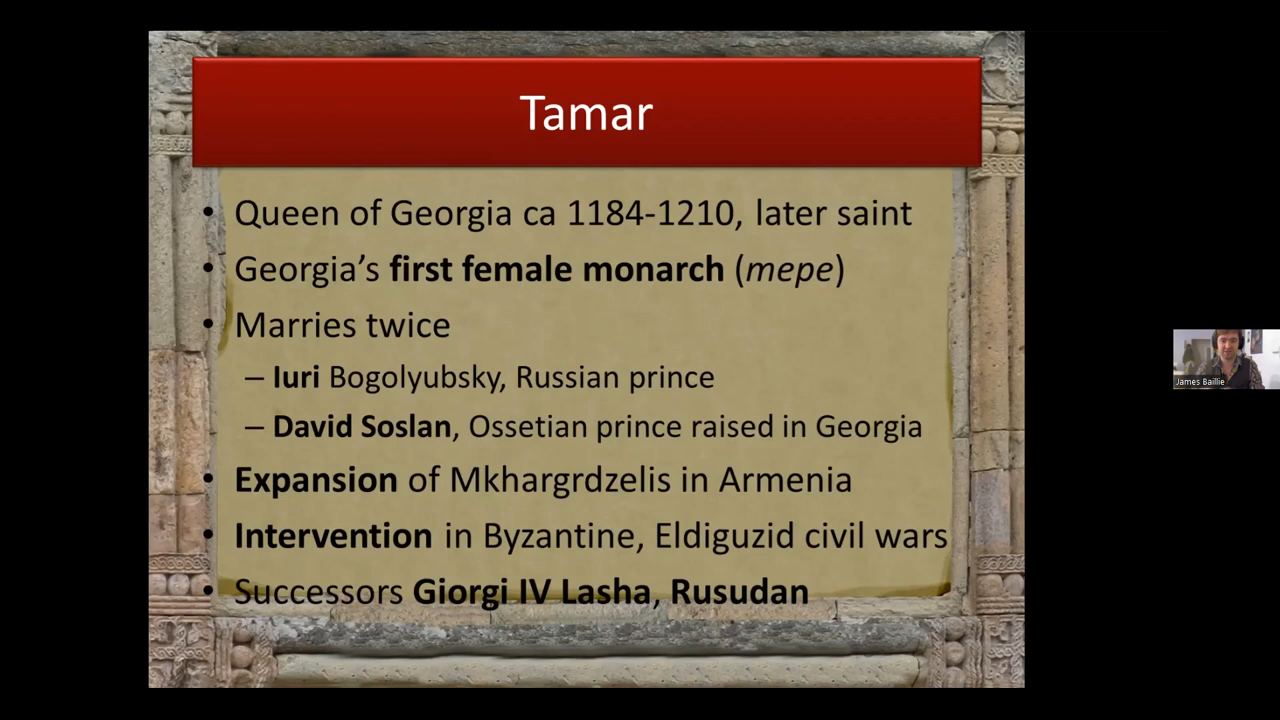 Tamar
• Queen of Georgia ca 1184-1210, later saint
• Georgia's first female monarch (mepe)
• Marries twice
– Iuri Bogolyubsky, Russian prince
– David Soslan, Ossetian prince raised in Georgia
• Expansion of Mkhargrdzelis in Armenia
• Intervention in Byzantine, Eldiguzid civil wars
• Successors Giorgi IV Lasha, Rusudan
James Baillie